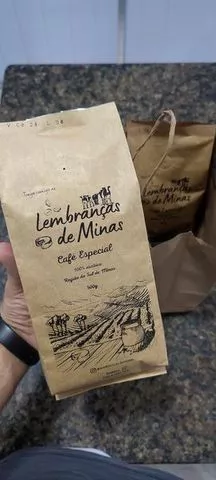 Lembranças
de Minas
Café Especial
100% arábica
Região do Sul de Minas
500g
Lembranças
de Minas